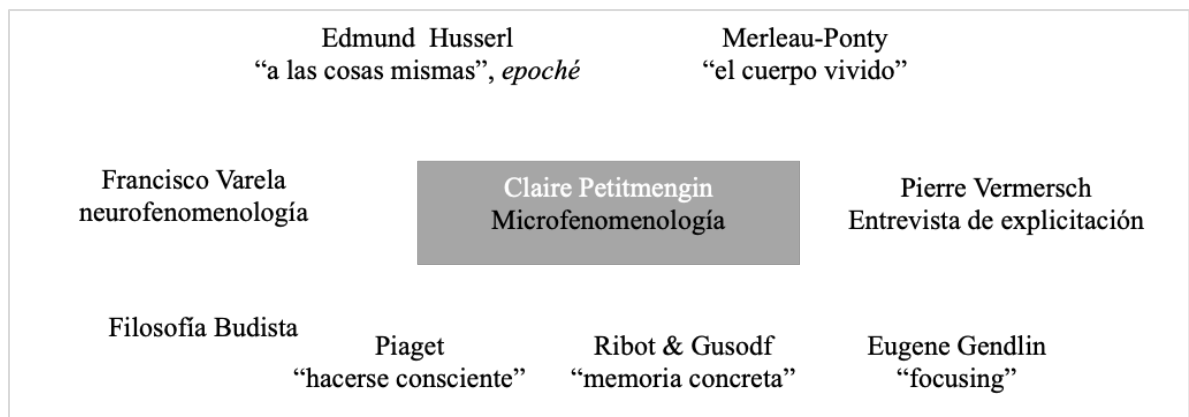 Edmund Husserl
“a las cosas mismas”, epoché
Merleau-Ponty
“el cuerpo vivido”
Francisco Varela
neurofenomenología
Claire Petitmengin
Microfenomenología
Pierre Vermersch
Entrevista de explicitación
Filosofía Budista
Piaget
“hacerse consciente”
Ribot & Gusodf
“memoria concreta”
Eugene Gendlin
“focusing”